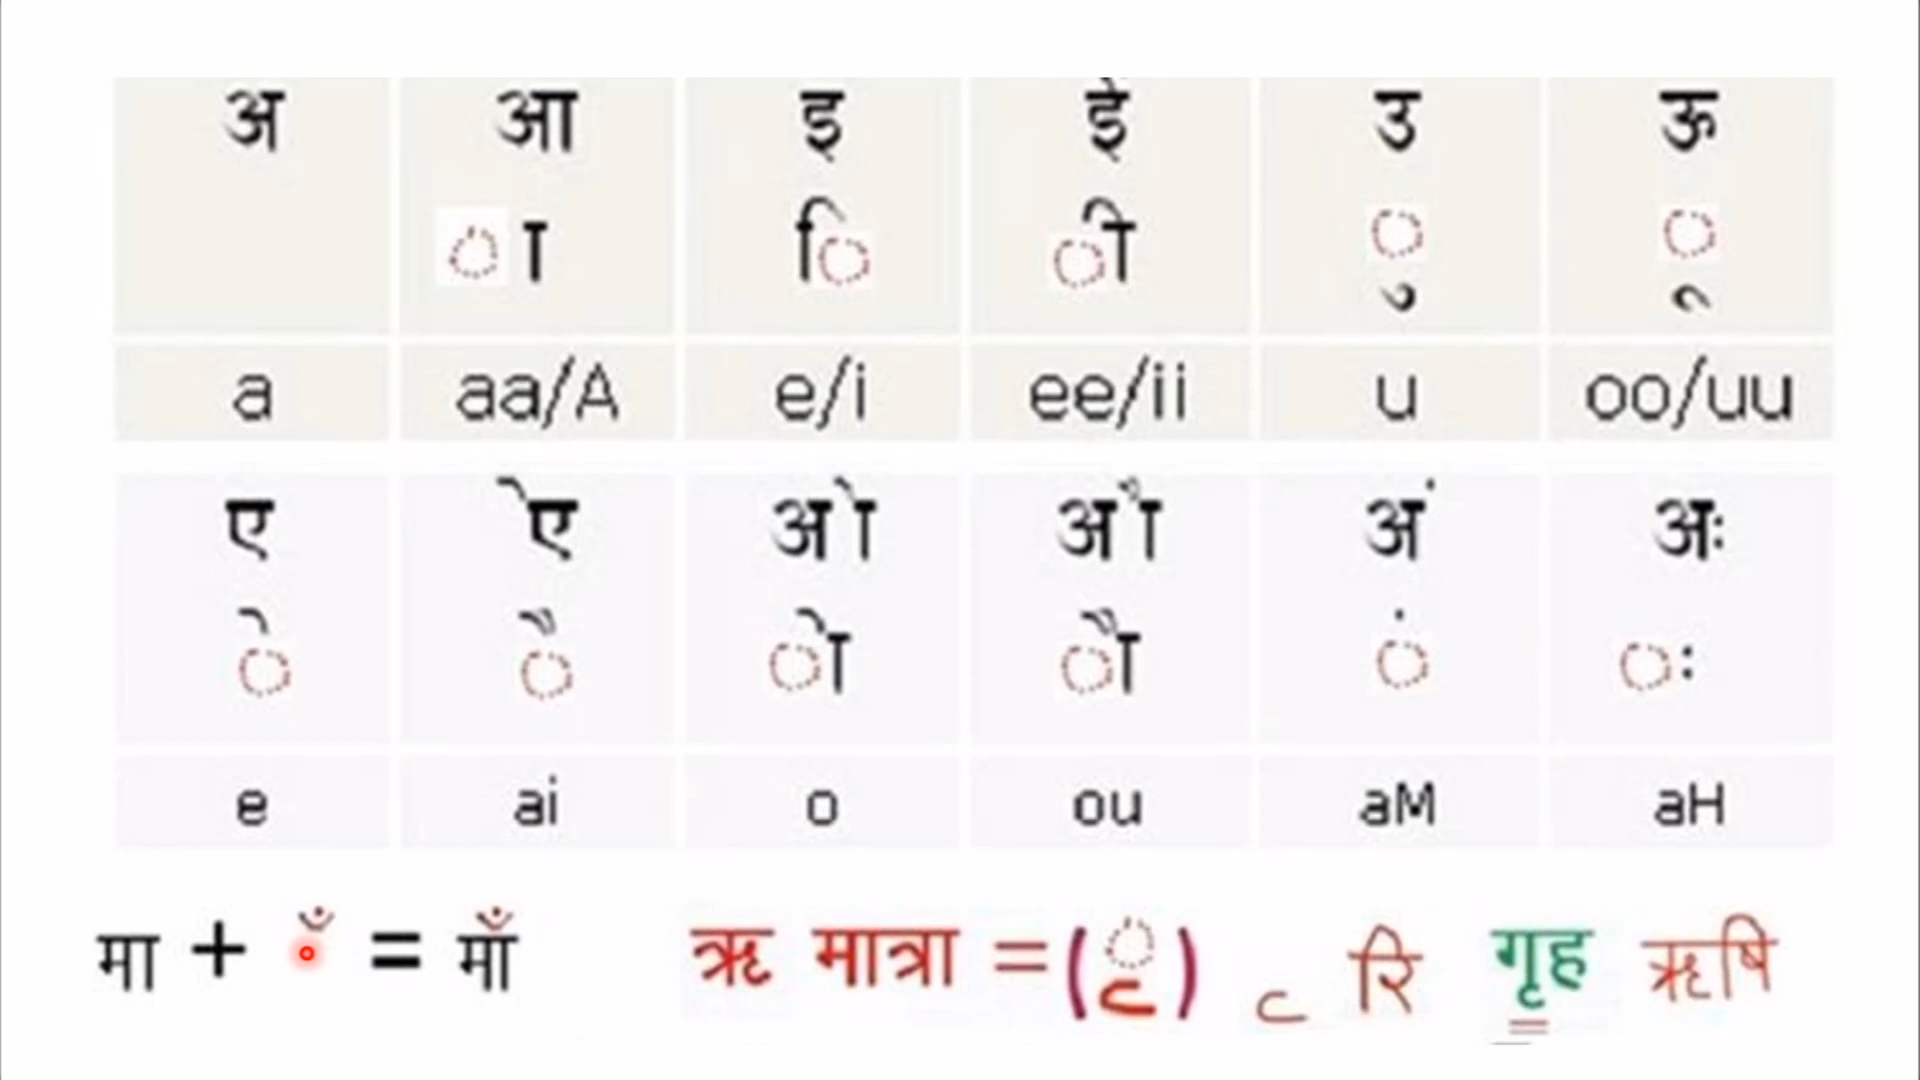 अ आ इ ई उ ऊ
ा ि ी ु ू
a aa/A e/i ee/ii u oo/uu
ए ऐ ओ औ अं अः
े ै ो ौ ं ः
e ai o ou aM aH
मा + ँ = माँ ऋ मात्रा = (ृ) ृ रि गृह ऋषि